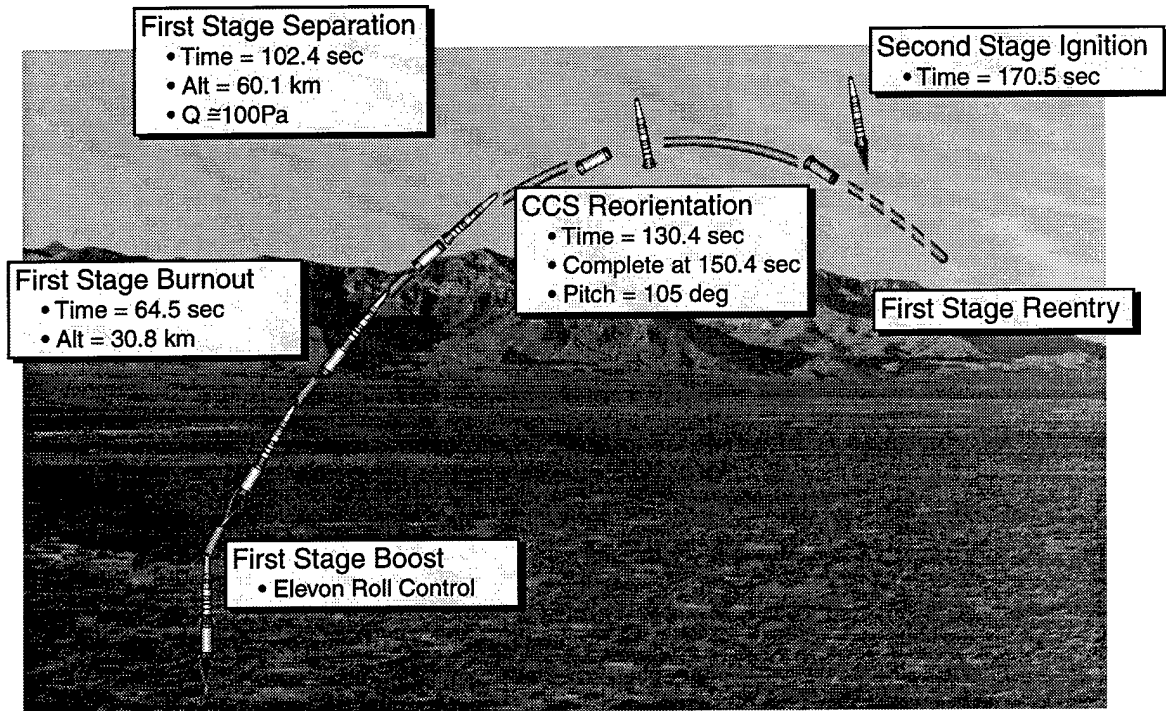 First Stage Separation
• Time = 102.4 sec
• Alt = 60.1 km
• Q ≅100Pa
Second Stage Ignition
• Time = 170.5 sec
CCS Reorientation
• Time = 130.4 sec
• Complete at 150.4 sec
• Pitch = 105 deg
First Stage Burnout
• Time = 64.5 sec
• Alt = 30.8 km
First Stage Reentry
First Stage Boost
• Elevon Roll Control